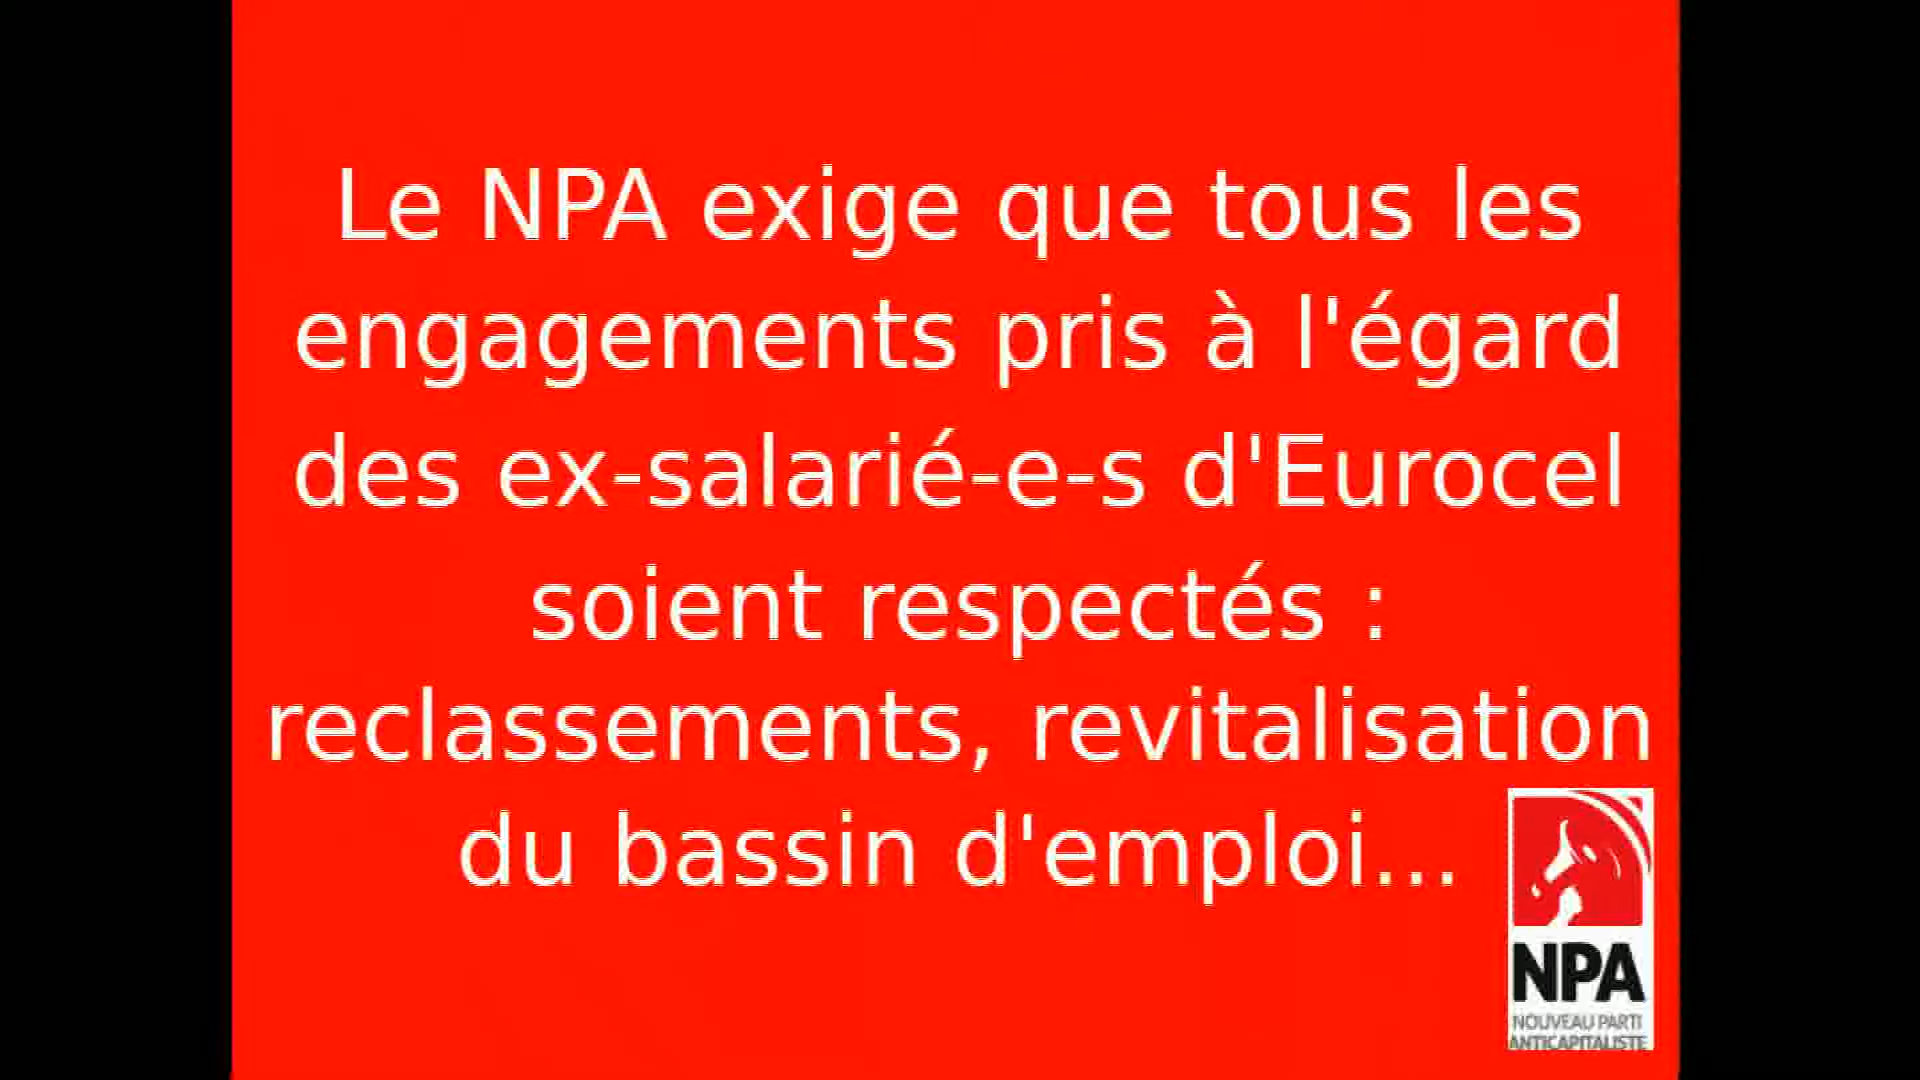 Le NPA exige que tous les
engagements pris à l'égard
des ex-salarié-e-s d'Eurocel
soient respectés :
reclassements, revitalisation
du bassin d'emploi...
NPA
NOUVEAU PARTI
ANTICAPITALISTE